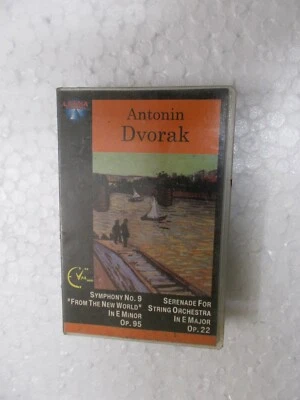 Antonin
Dvorak
SYMPHONY NO. 9
"FROM THE NEW WORLD"
IN E MINOR
OP. 95
SERENADE FOR
STRING ORCHESTRA
IN E MAJOR
OP. 22